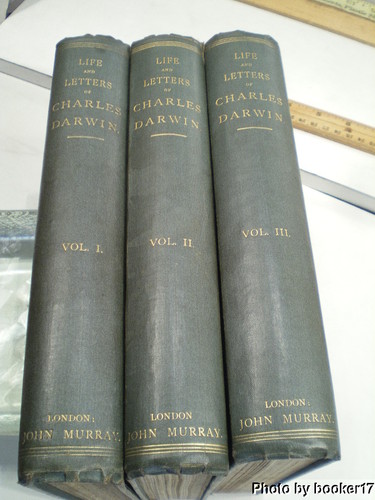 LIFE
AND
LETTERS
OF
CHARLES
DARWIN.
VOL. I.
LONDON:
JOHN MURRAY.
LIFE
AND
LETTERS
OF
CHARLES
DARWIN
VOL. II
LONDON
JOHN MURRAY.
LIFE
AND
LETTERS
OF
CHARLES
DARWIN
VOL. III.
LONDON:
JOHN MURRAY.
Photo by booker17